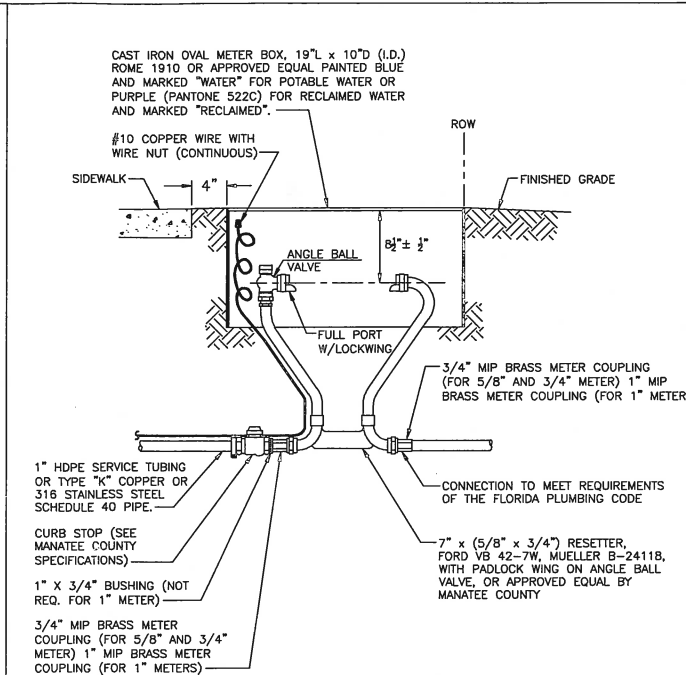 CAST IRON OVAL METER BOX, 19"L x 10"D (I.D.)
ROME 1910 OR APPROVED EQUAL PAINTED BLUE
AND MARKED "WATER" FOR POTABLE WATER OR
PURPLE (PANTONE 522C) FOR RECLAIMED WATER
AND MARKED "RECLAIMED".
ROW
#10 COPPER WIRE WITH
WIRE NUT (CONTINUOUS)
SIDEWALK
4"
FINISHED GRADE
8½"± ½"
ANGLE BALL
VALVE
FULL PORT
W/LOCKWING
3/4" MIP BRASS METER COUPLING
(FOR 5/8" AND 3/4" METER) 1" MIP
BRASS METER COUPLING (FOR 1" METER
1" HDPE SERVICE TUBING
OR TYPE "K" COPPER OR
316 STAINLESS STEEL
SCHEDULE 40 PIPE.
CONNECTION TO MEET REQUIREMENTS
OF THE FLORIDA PLUMBING CODE
CURB STOP (SEE
MANATEE COUNTY
SPECIFICATIONS)
7" x (5/8" x 3/4") RESETTER,
FORD VB 42-7W, MUELLER B-24118,
WITH PADLOCK WING ON ANGLE BALL
VALVE, OR APPROVED EQUAL BY
MANATEE COUNTY
1" X 3/4" BUSHING (NOT
REQ. FOR 1" METER)
3/4" MIP BRASS METER
COUPLING (FOR 5/8" AND 3/4"
METER) 1" MIP BRASS METER
COUPLING (FOR 1" METERS)